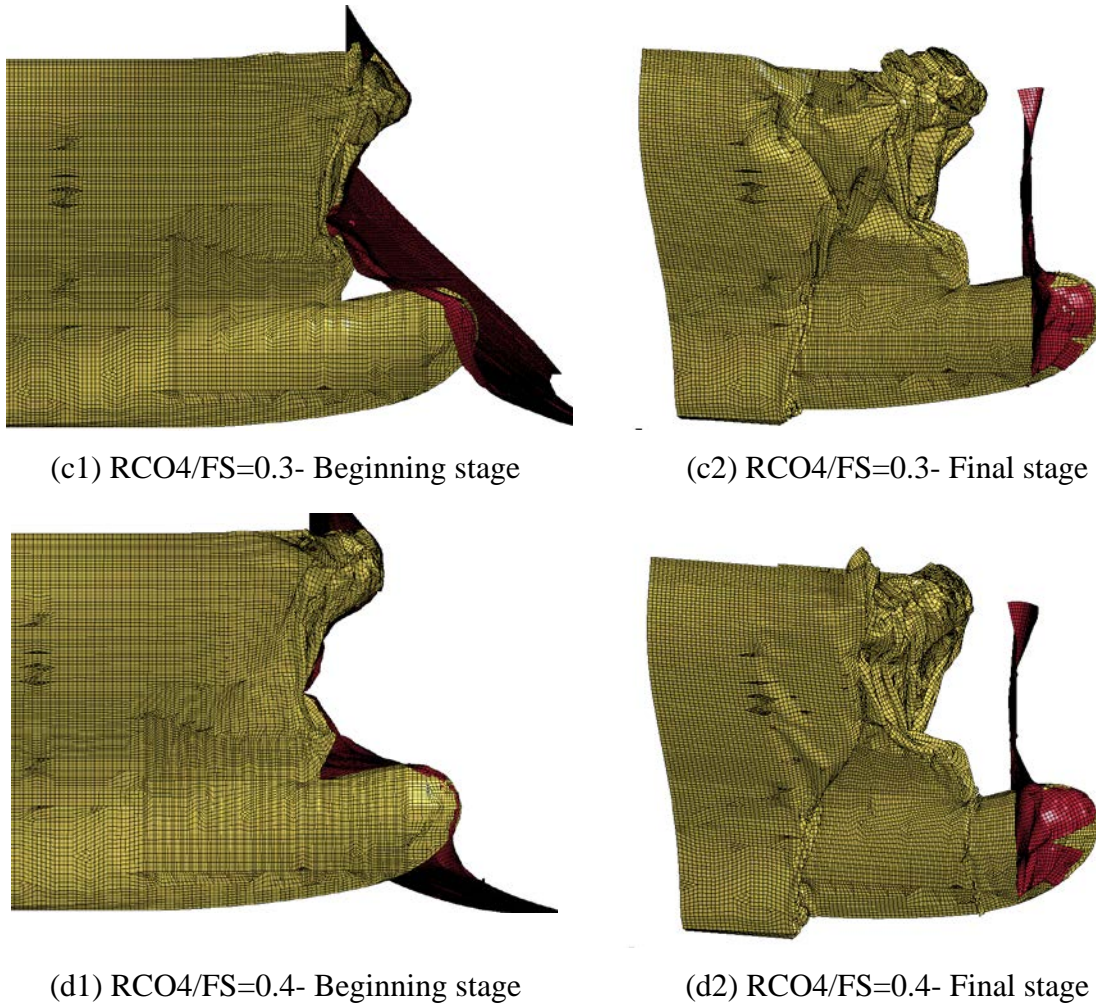 (c1) RCO4/FS=0.3- Beginning stage
(c2) RCO4/FS=0.3- Final stage
(d1) RCO4/FS=0.4- Beginning stage
(d2) RCO4/FS=0.4- Final stage